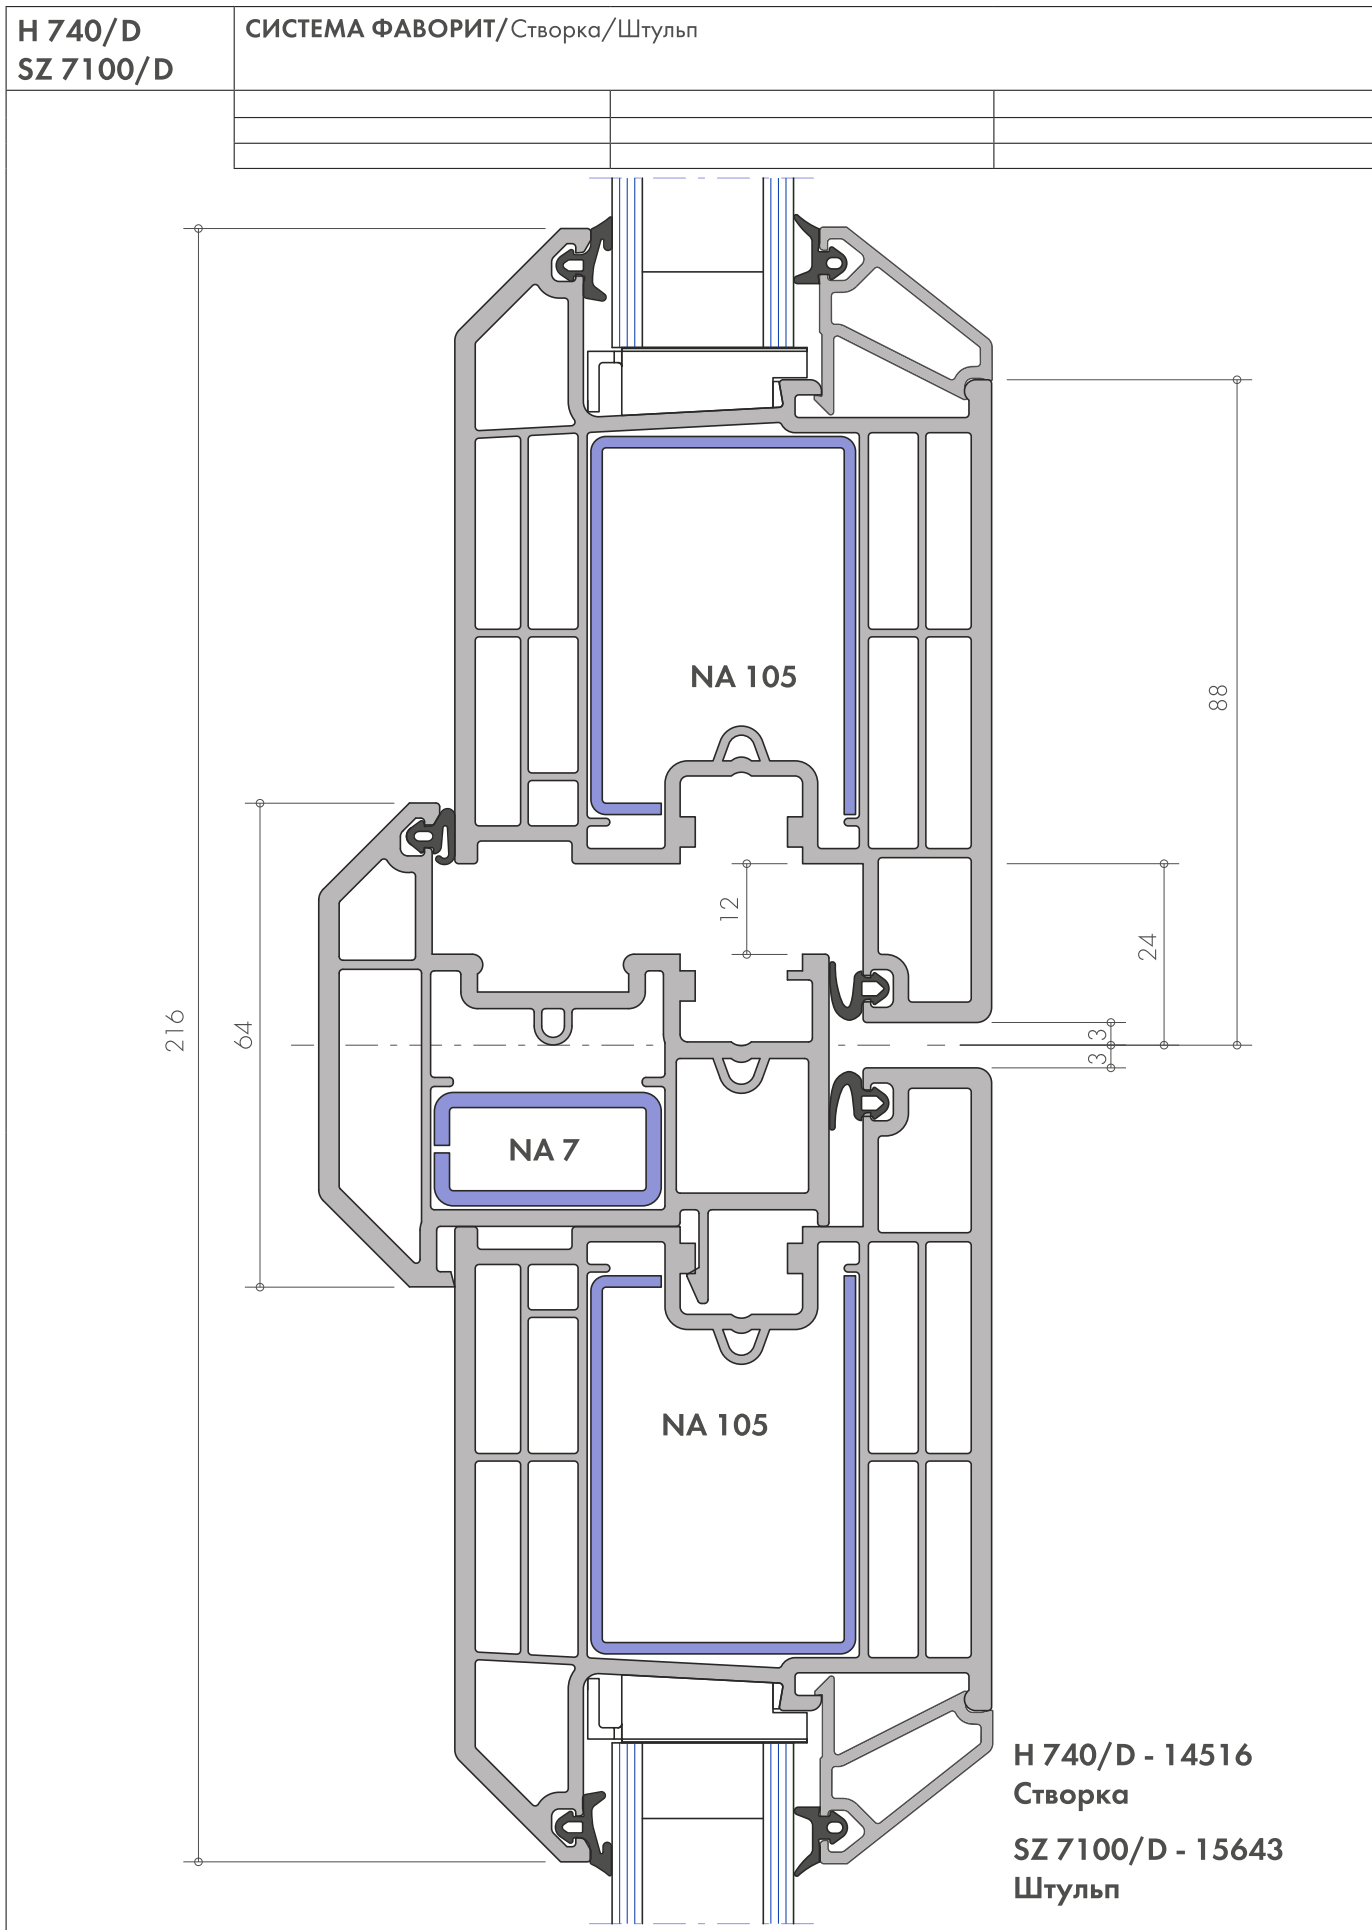 H 740/D
SZ 7100/D
СИСТЕМА ФАВОРИТ/Створка/Штульп
NA 105
88
12
24
216
64
3
3
NA 7
NA 105
H 740/D - 14516
Створка
SZ 7100/D - 15643
Штульп